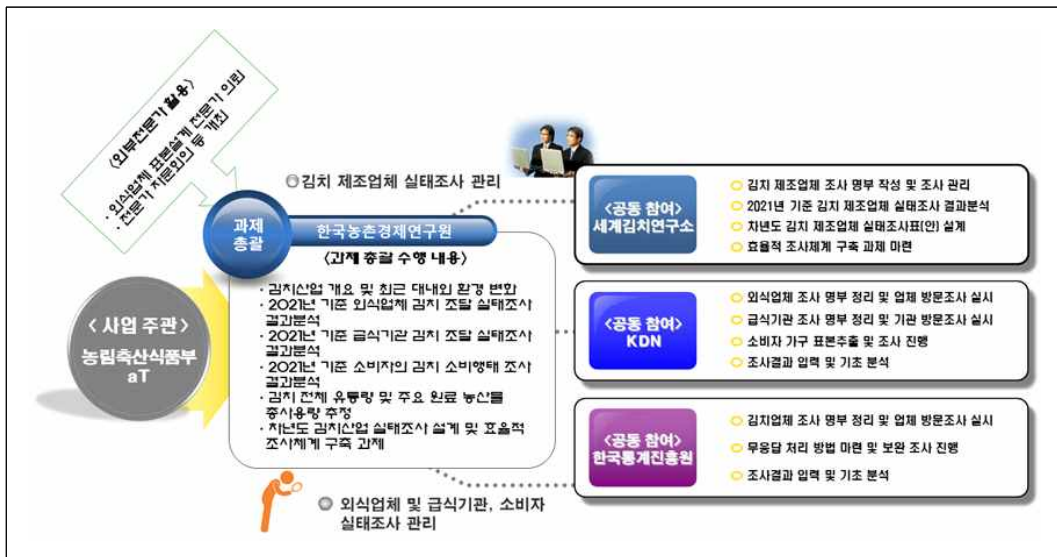 〈외부전문가 활용〉
· 외식업체 표본설계 전문가 의뢰
· 전문가 자문회의 등 개최
김치 제조업체 실태조사 관리
과제
총괄
한국농촌경제연구원
〈과제 총괄 수행 내용〉
· 김치산업 개요 및 최근 대내외 환경 변화
· 2021년 기준 외식업체 김치 조달 실태조사
결과분석
· 2021년 기준 급식기관 김치 조달 실태조사
결과분석
· 2021년 기준 소비자의 김치 소비행태 조사
결과분석
· 김치 전체 유통량 및 주요 원료 농산물
총사용량 추정
· 차년도 김치산업 실태조사 설계 및 효율적
조사체계 구축 과제
〈사업 주관〉
농림축산식품부
aT
외식업체 및 급식기관, 소비자
실태조사 관리
<공동 참여>
세계김치연구소
김치 제조업체 조사 명부 작성 및 조사 관리
2021년 기준 김치 제조업체 실태조사 결과분석
차년도 김치 제조업체 실태조사표(안) 설계
효율적 조사체계 구축 과제 마련
<공동 참여>
KDN
외식업체 조사 명부 정리 및 업체 방문조사 실시
급식기관 조사 명부 정리 및 기관 방문조사 실시
소비자 가구 표본추출 및 조사 진행
조사결과 입력 및 기초 분석
<공동 참여>
한국통계진흥원
김치업체 조사 명부 정리 및 업체 방문조사 실시
무응답 처리 방법 마련 및 보완 조사 진행
조사결과 입력 및 기초 분석